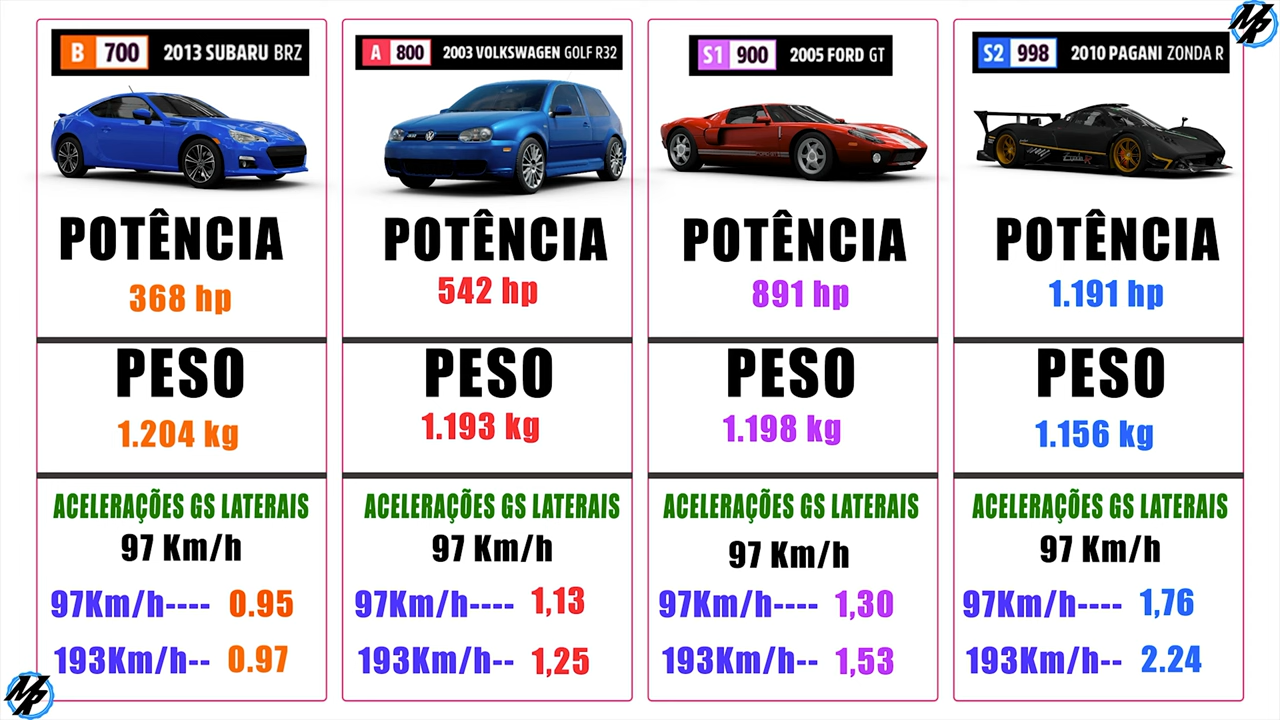 B 700 2013 SUBARU BRZ
POTÊNCIA
368 hp
PESO
1.204 kg
ACELERAÇÕES GS LATERAIS
97 Km/h
97Km/h---- 0.95
193Km/h-- 0.97
A 800 2003 VOLKSWAGEN GOLF R32
POTÊNCIA
542 hp
PESO
1.193 kg
ACELERAÇÕES GS LATERAIS
97 Km/h
97Km/h---- 1,13
193Km/h-- 1,25
S1 900 2005 FORD GT
POTÊNCIA
891 hp
PESO
1.198 kg
ACELERAÇÕES GS LATERAIS
97 Km/h
97Km/h---- 1,30
193Km/h-- 1,53
S2 998 2010 PAGANI ZONDA R
POTÊNCIA
1.191 hp
PESO
1.156 kg
ACELERAÇÕES GS LATERAIS
97 Km/h
97Km/h---- 1,76
193Km/h-- 2.24